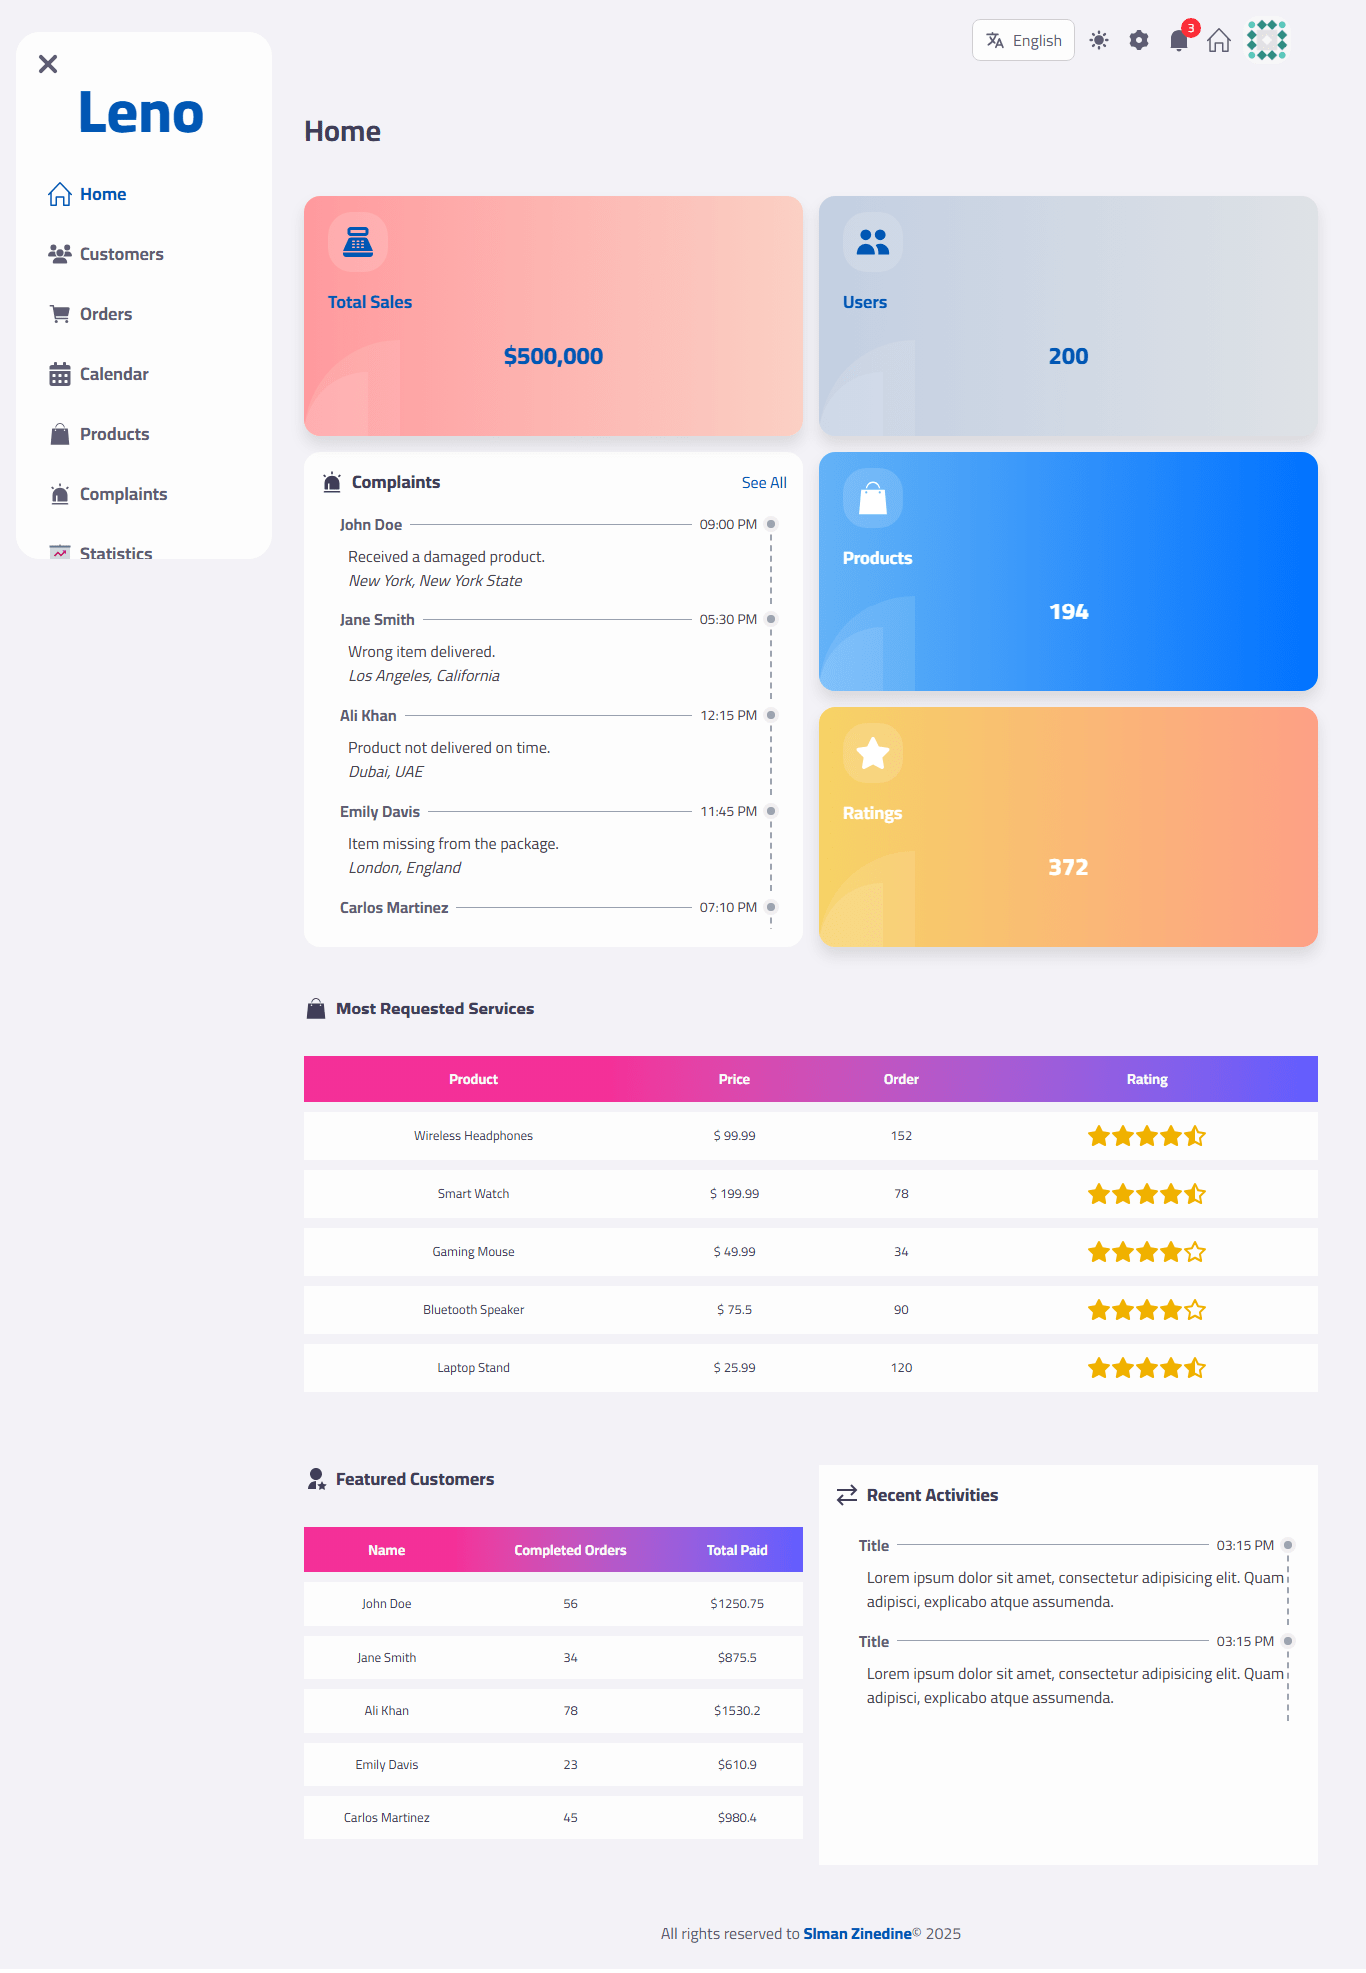 English
3
Leno
Home
Customers
Orders
Calendar
Products
Complaints
Statistics
Home
Total Sales
$500,000
Users
200
Complaints
See All
John Doe 09:00 PM
Received a damaged product.
New York, New York State
Jane Smith 05:30 PM
Wrong item delivered.
Los Angeles, California
Ali Khan 12:15 PM
Product not delivered on time.
Dubai, UAE
Emily Davis 11:45 PM
Item missing from the package.
London, England
Carlos Martinez 07:10 PM
Products
194
Ratings
372
Most Requested Services
Product Price Order Rating
Wireless Headphones $ 99.99 152
Smart Watch $ 199.99 78
Gaming Mouse $ 49.99 34
Bluetooth Speaker $ 75.5 90
Laptop Stand $ 25.99 120
Featured Customers
Name Completed Orders Total Paid
John Doe 56 $1250.75
Jane Smith 34 $875.5
Ali Khan 78 $1530.2
Emily Davis 23 $610.9
Carlos Martinez 45 $980.4
Recent Activities
Title 03:15 PM
Lorem ipsum dolor sit amet, consectetur adipisicing elit. Quam
adipisci, explicabo atque assumenda.
Title 03:15 PM
Lorem ipsum dolor sit amet, consectetur adipisicing elit. Quam
adipisci, explicabo atque assumenda.
All rights reserved to Slman Zinedine© 2025